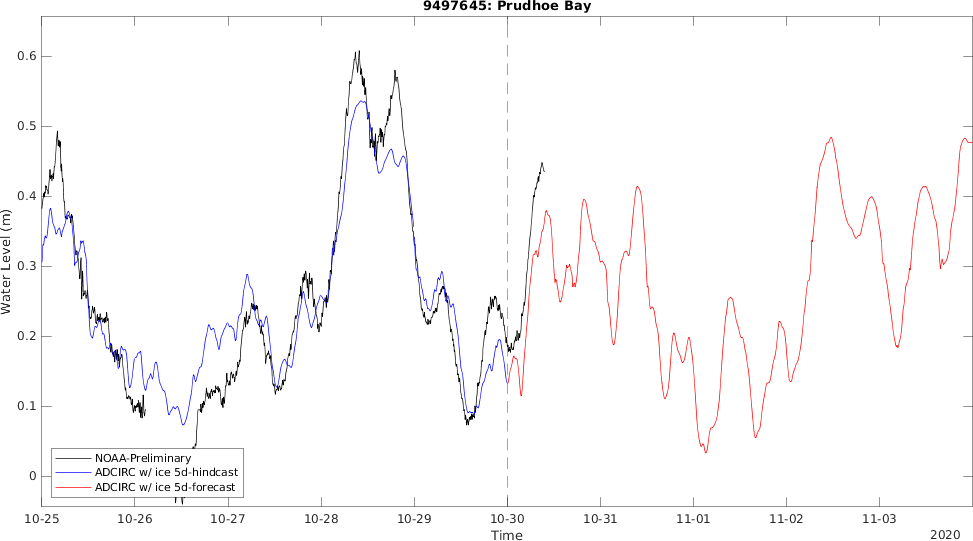 9497645: Prudhoe Bay
0.6
0.5
0.4
0.3
0.2
0.1
0
Water Level (m)
NOAA-Preliminary
ADCIRC w/ ice 5d-hindcast
ADCIRC w/ ice 5d-forecast
10-25 10-26 10-27 10-28 10-29 10-30 10-31 11-01 11-02 11-03
Time
2020